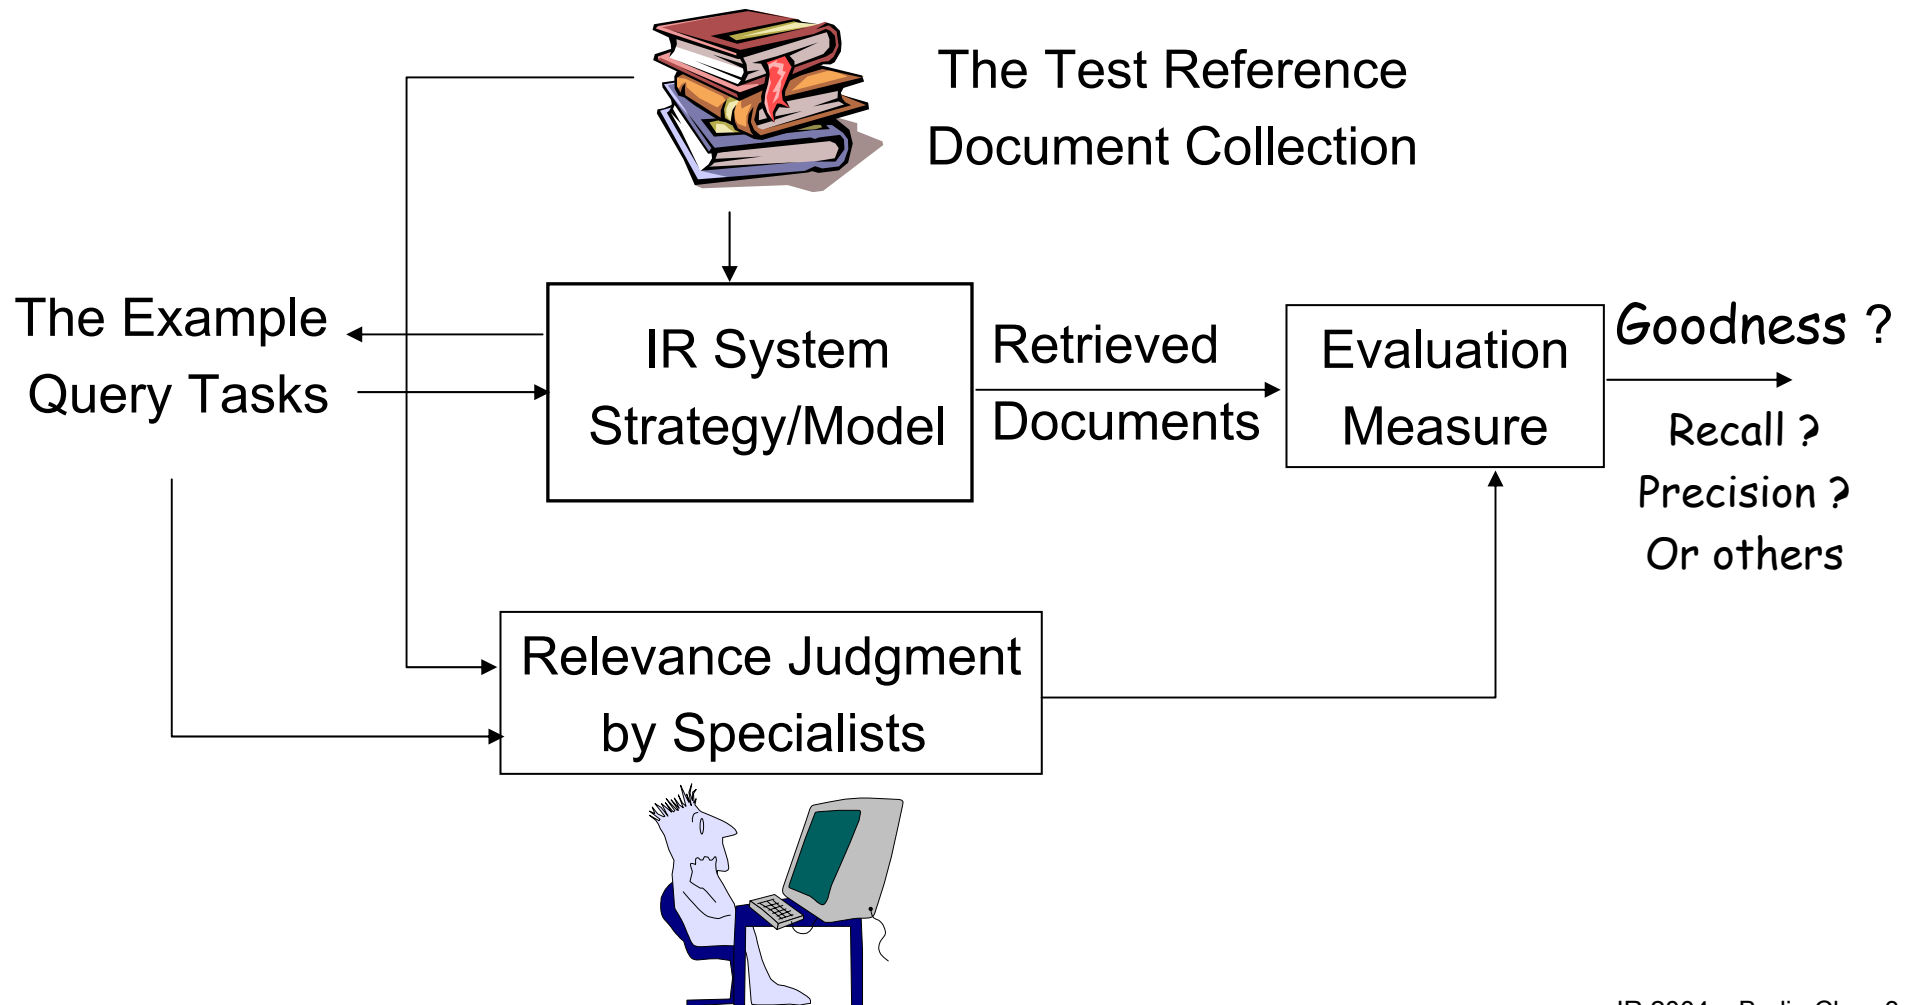 The Test Reference
Document Collection
The Example
Query Tasks
IR System
Strategy/Model
Retrieved
Documents
Evaluation
Measure
Goodness ?
Recall ?
Precision ?
Or others
Relevance Judgment
by Specialists